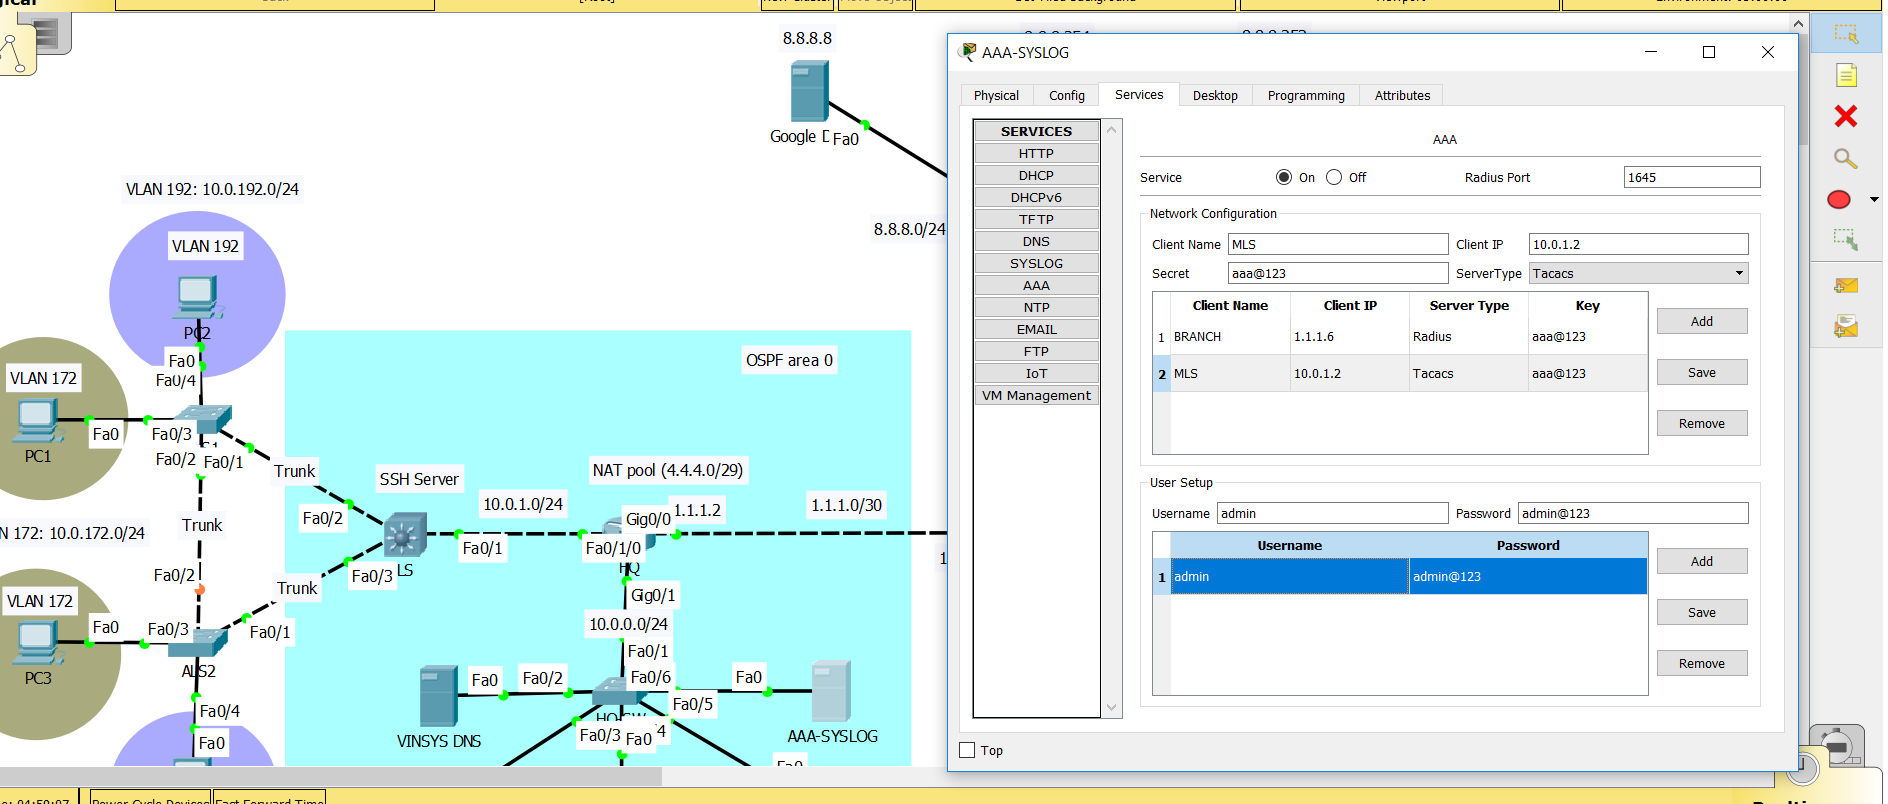 8.8.8.8
Google D
Fa0
8.8.8.0/24
VLAN 192: 10.0.192.0/24
VLAN 192
PC2
Fa0
Fa0/4
VLAN 172
Fa0
Fa0/3
PC1
Fa0/2
Fa0/1
Trunk
Fa0/2
N 172: 10.0.172.0/24
Trunk
Fa0/2
Trunk
Fa0/3
VLAN 172
Fa0
Fa0/3
Fa0/1
PC3
ALS2
Fa0/4
Fa0
OSPF area 0
SSH Server
NAT pool (4.4.4.0/29)
10.0.1.0/24
Gig0/0
1.1.1.2
1.1.1.0/30
Fa0/1
Fa0/1/0
LS
HQ
Gig0/1
10.0.0.0/24
Fa0/1
Fa0
Fa0/2
Fa0/6
Fa0
Fa0/5
HQ-SW
VINSYS DNS
Fa0/3
Fa0
4
AAA-SYSLOG
Fa0
Power Cycle Devices
Fast Forward Time
AAA-SYSLOG
Physical
Config
Services
Desktop
Programming
Attributes
SERVICES
HTTP
DHCP
DHCPv6
TFTP
DNS
SYSLOG
AAA
NTP
EMAIL
FTP
IoT
VM Management
AAA
Service On Off Radius Port 1645
Network Configuration
Client Name MLS Client IP 10.0.1.2
Secret aaa@123 ServerType Tacacs
Client Name Client IP Server Type Key
1 BRANCH 1.1.1.6 Radius aaa@123
2 MLS 10.0.1.2 Tacacs aaa@123
Add
Save
Remove
User Setup
Username admin Password admin@123
Username Password
1 admin admin@123
Add
Save
Remove
Top